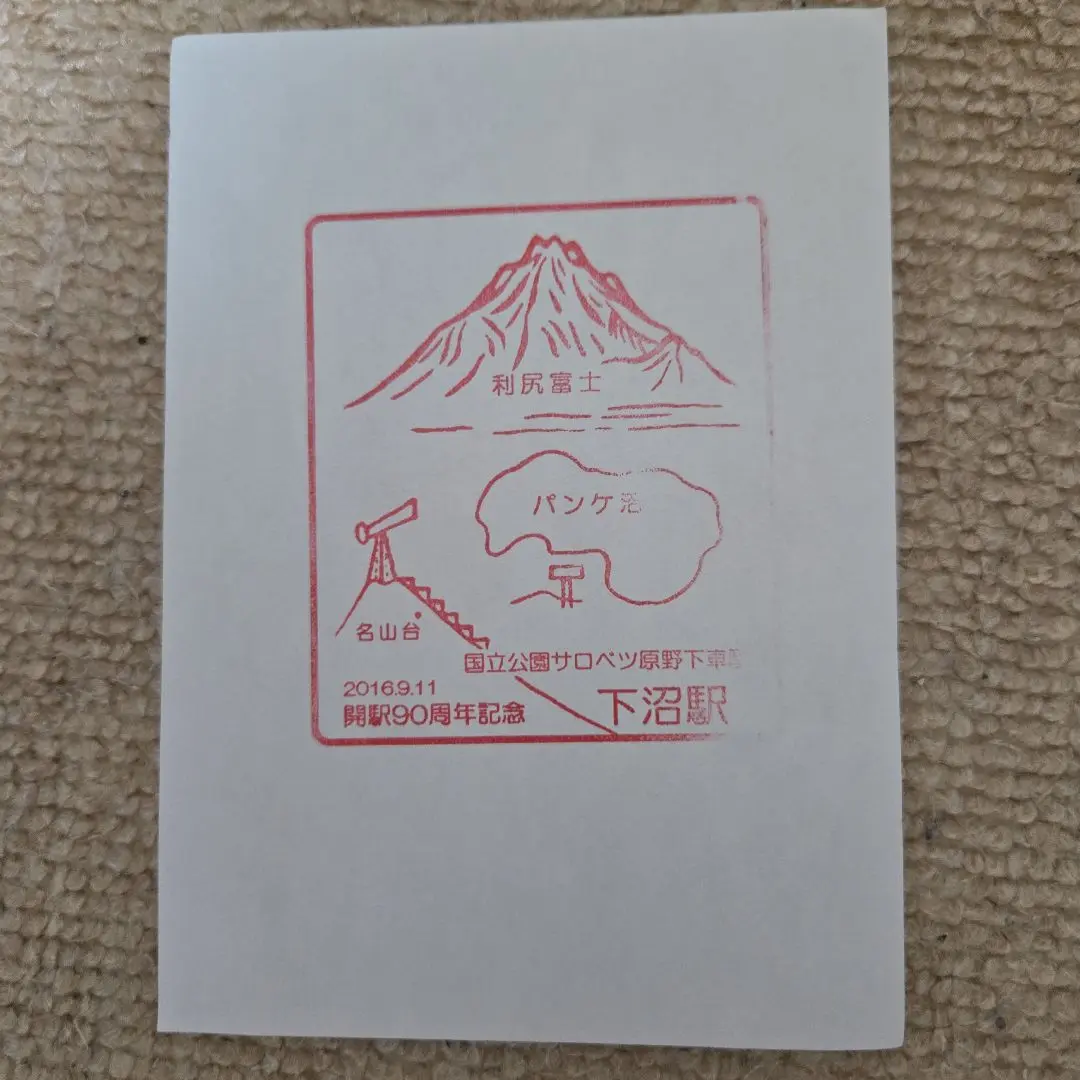 利尻富士
パンケ沼
名山台
国立公園サロベツ原野下車駅
2016.9.11
開駅90周年記念
下沼駅